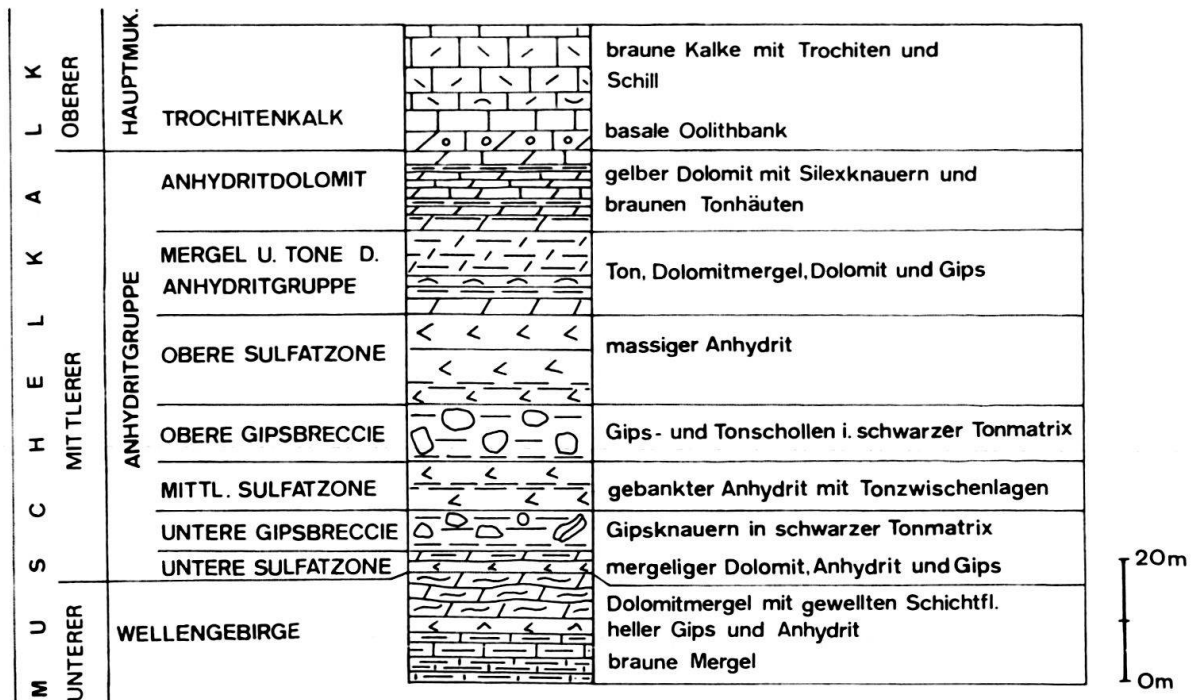 MUSCHELKALK
OBERER
HAUPTMUK.
TROCHITENKALK
braune Kalke mit Trochiten und
Schill
basale Oolithbank
MITTLERER
ANHYDRITGRUPPE
ANHYDRITDOLOMIT
gelber Dolomit mit Silexknauern und
braunen Tonhäuten
MERGEL U. TONE D.
ANHYDRITGRUPPE
Ton, Dolomitmergel, Dolomit und Gips
OBERE SULFATZONE
massiger Anhydrit
OBERE GIPSBRECCIE
Gips- und Tonschollen i. schwarzer Tonmatrix
MITTL. SULFATZONE
gebankter Anhydrit mit Tonzwischenlagen
UNTERE GIPSBRECCIE
Gipsknauern in schwarzer Tonmatrix
UNTERE SULFATZONE
mergeliger Dolomit, Anhydrit und Gips
UNTERER
WELLENGEBIRGE
Dolomitmergel mit gewellten Schichtfl.
heller Gips und Anhydrit
braune Mergel
20m
0m